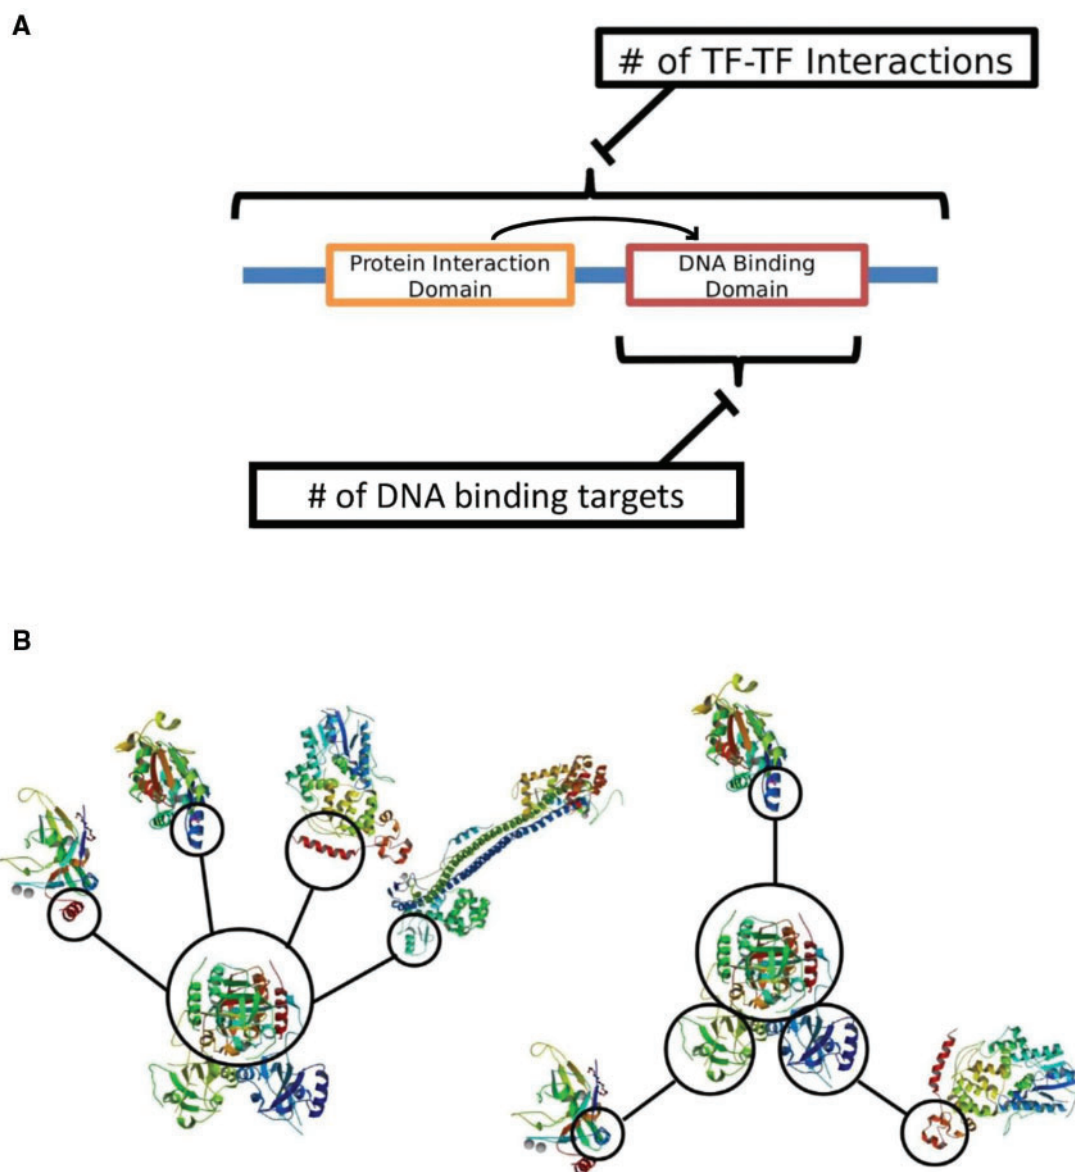 A
# of TF-TF Interactions
Protein Interaction
Domain
DNA Binding
Domain
# of DNA binding targets
B